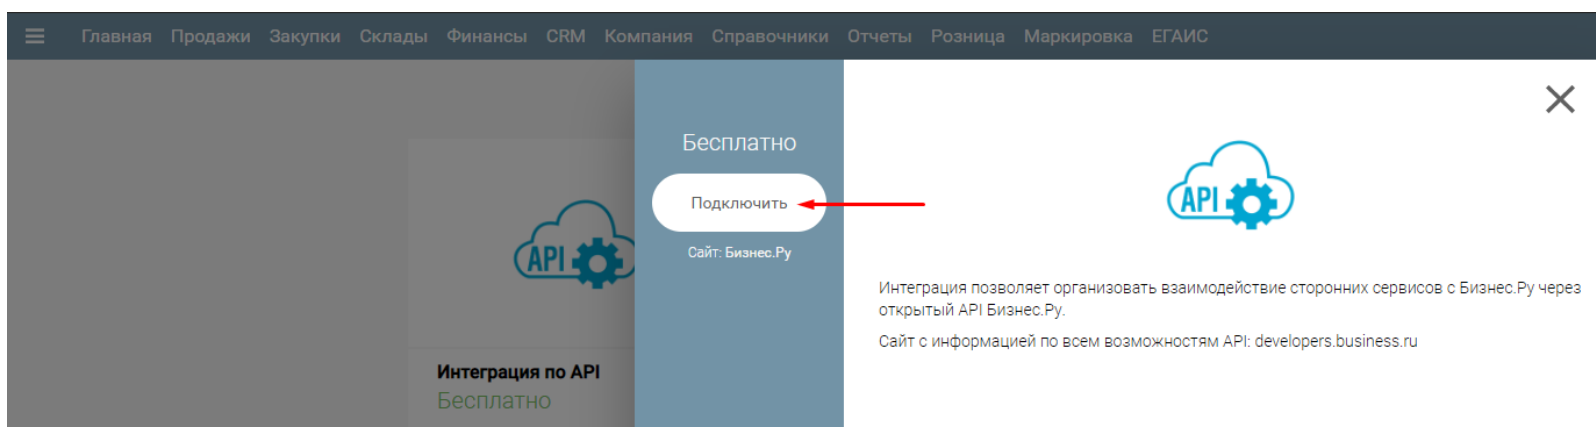 Главная Продажи Закупки Склады Финансы CRM Компания Справочники Отчеты Розница Маркировка ЕГАИС
API
Интеграция по API
Бесплатно
Бесплатно
Подключить
Сайт: Бизнес.Ру
API
Интеграция позволяет организовать взаимодействие сторонних сервисов с Бизнес.Ру через
открытый API Бизнес.Ру.
Сайт с информацией по всем возможностям API: developers.business.ru